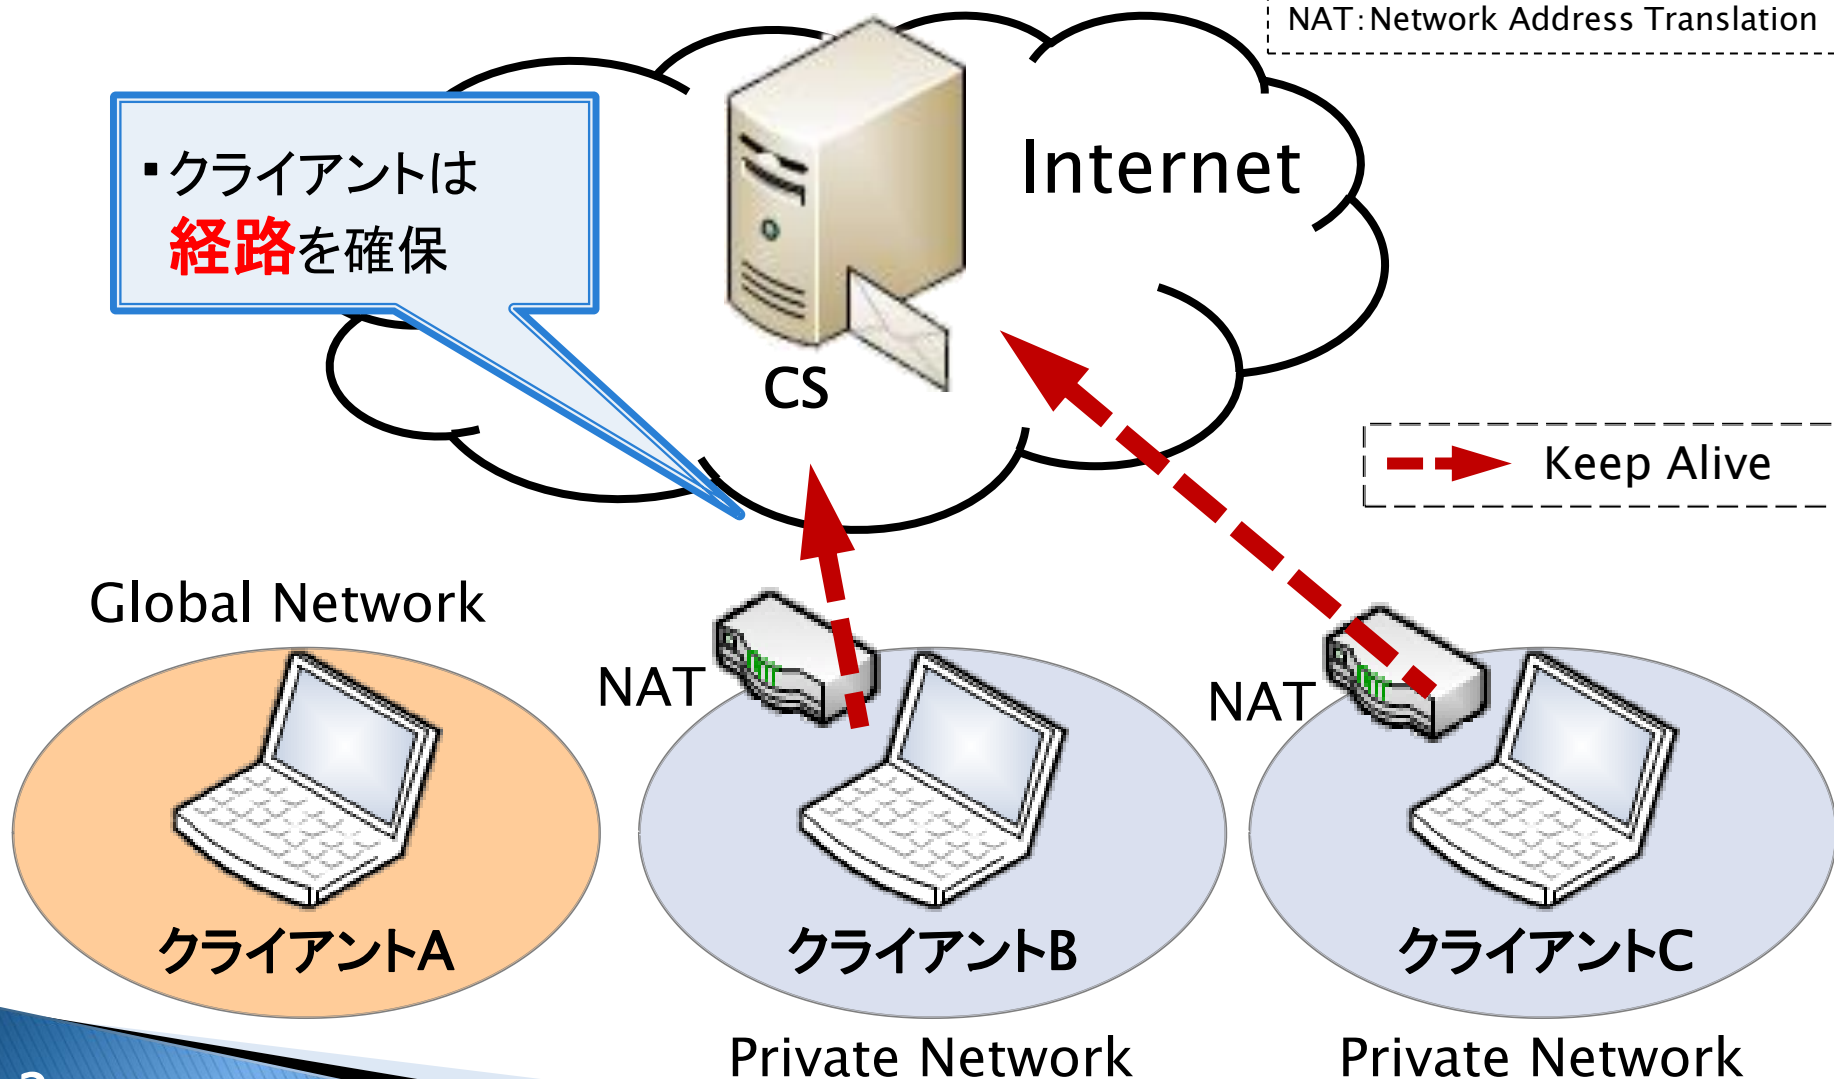 NAT:Network Address Translation
▪クライアントは
経路を確保
Internet
CS
Keep Alive
Global Network
NAT
NAT
クライアントA
クライアントB
クライアントC
Private Network
Private Network